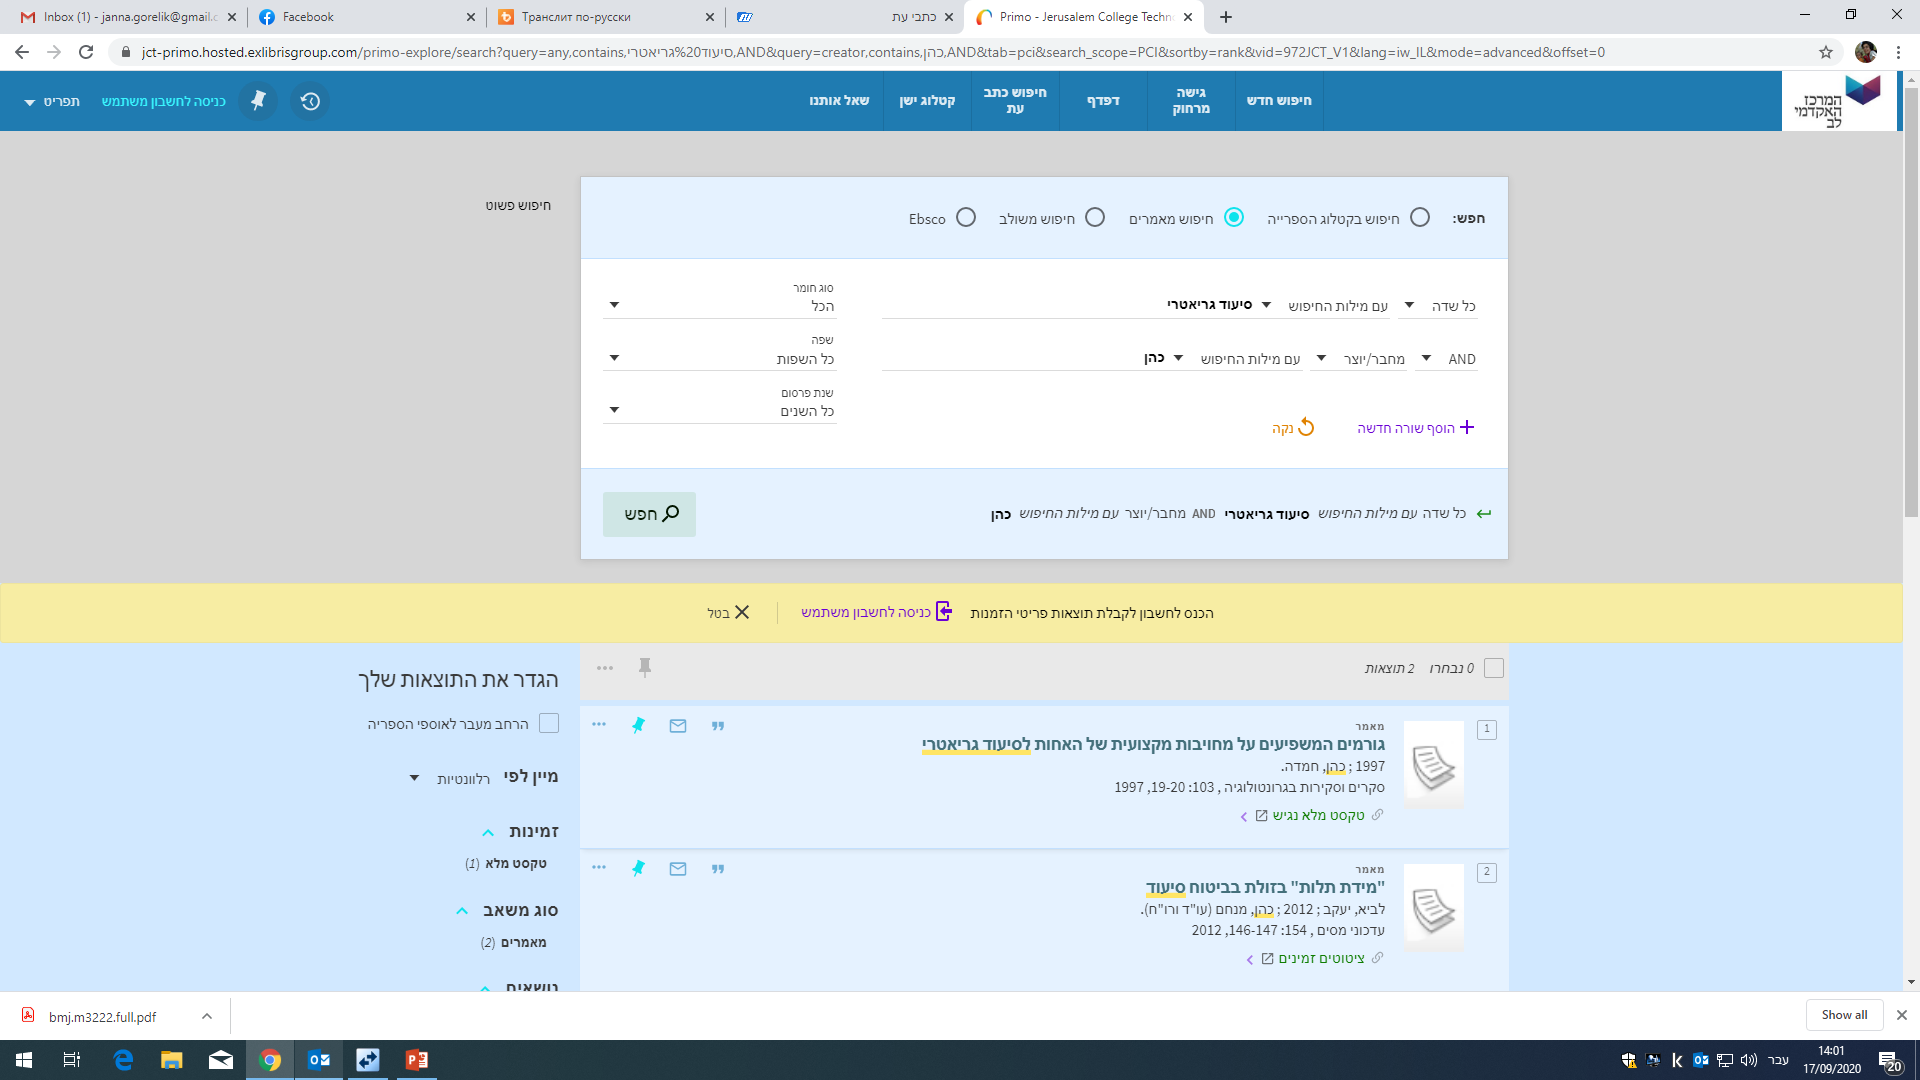 Inbox (1) - janna.gorelik@gmail.c
Facebook
Транслит по-русски
כתבי עת
Primo - Jerusalem College Techn
jct-primo.hosted.exlibrisgroup.com/primo-explore/search?query=any,contains,סיעוד%20גריאטרי,AND&query=creator,contains,כהן,AND&tab=pci&search_scope=PCI&sortby=rank&vid=972JCT_V1&lang=iw_IL&mode=advanced&offset=0
המרכז האקדמי לב
חיפוש חדש
גישה מרחוק
דפדף
חיפוש כתב עת
קטלוג ישן
שאל אותנו
כניסה לחשבון משתמש
תפריט
חיפוש פשוט
חפש:
חיפוש בקטלוג הספרייה
חיפוש מאמרים
חיפוש משולב
Ebsco
כל שדה עם מילות החיפוש סיעוד גריאטרי
AND מחבר/יוצר עם מילות החיפוש כהן
הוסף שורה חדשה
נקה
סוג חומר
הכל
שפה
כל השפות
שנת פרסום
כל השנים
כל שדה עם מילות החיפוש סיעוד גריאטרי AND מחבר/יוצר עם מילות החיפוש כהן
חפש
הכנס לחשבון לקבלת תוצאות פריטי הזמנות
כניסה לחשבון משתמש
בטל
0 נבחרו
2 תוצאות
1
מאמר
גורמים המשפיעים על מחויבות מקצועית של האחות לסיעוד גריאטרי
1997 ; כהן, חמדה.
סקרים וסקירות בגרונטולוגיה , 103: 19-20, 1997
טקסט מלא נגיש
2
מאמר
"מידת תלות" בזולת בביטוח סיעוד
לביא, יעקב ; 2012 ; כהן, מנחם (עו"ד ורו"ח).
עדכוני מסים , 154: 146-147, 2012
ציטוטים זמינים
הגדר את התוצאות שלך
הרחב מעבר לאוספי הספריה
מיין לפי רלוונטיות
זמינות
טקסט מלא (1)
סוג משאב
מאמרים (2)
נושאים
bmj.m3222.full.pdf
Show all
עבר
14:01
17/09/2020
20